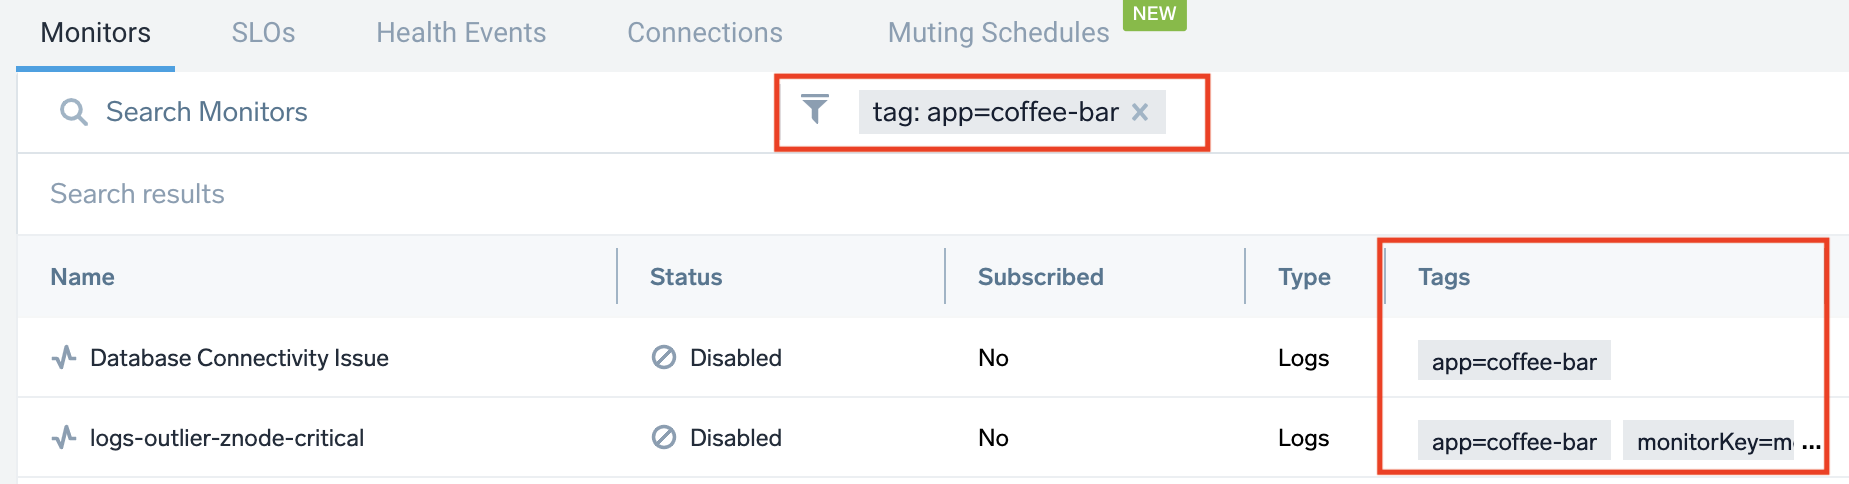 Monitors SLOs Health Events Connections Muting Schedules NEW
Search Monitors tag: app=coffee-bar ×
Search results
Name Status Subscribed Type Tags
Database Connectivity Issue Disabled No Logs app=coffee-bar
logs-outlier-znode-critical Disabled No Logs app=coffee-bar monitorKey=m ...